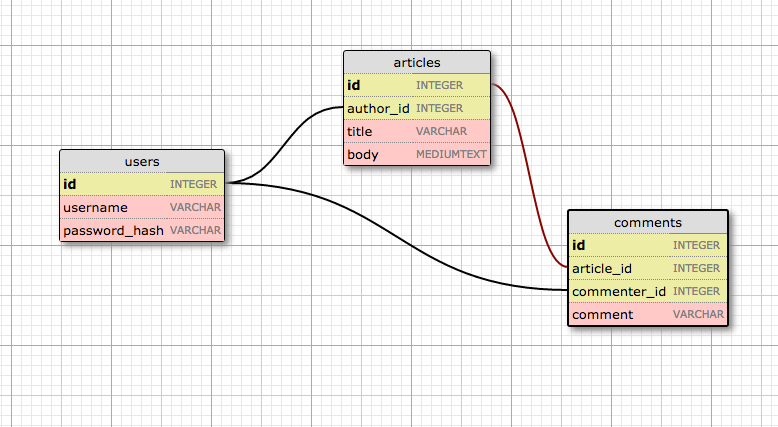 articles
id INTEGER
author_id INTEGER
title VARCHAR
body MEDIUMTEXT
users
id INTEGER
username VARCHAR
password_hash VARCHAR
comments
id INTEGER
article_id INTEGER
commenter_id INTEGER
comment VARCHAR